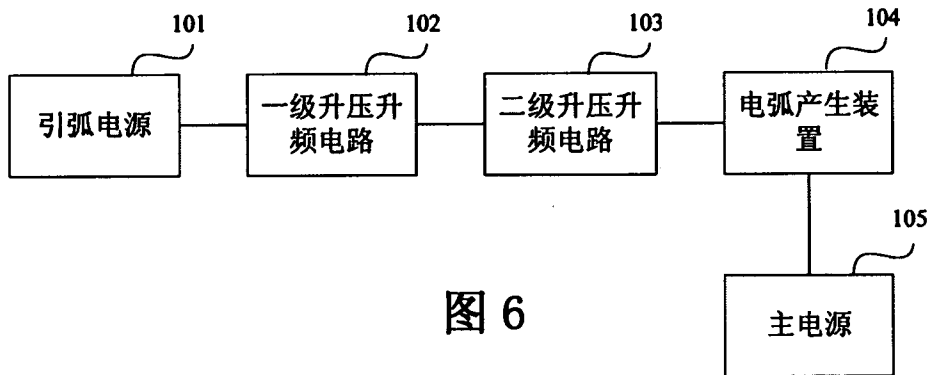 101
102
103
104
引弧电源
一级升压升
频电路
二级升压升
频电路
电弧产生装
置
105
主电源
图 6